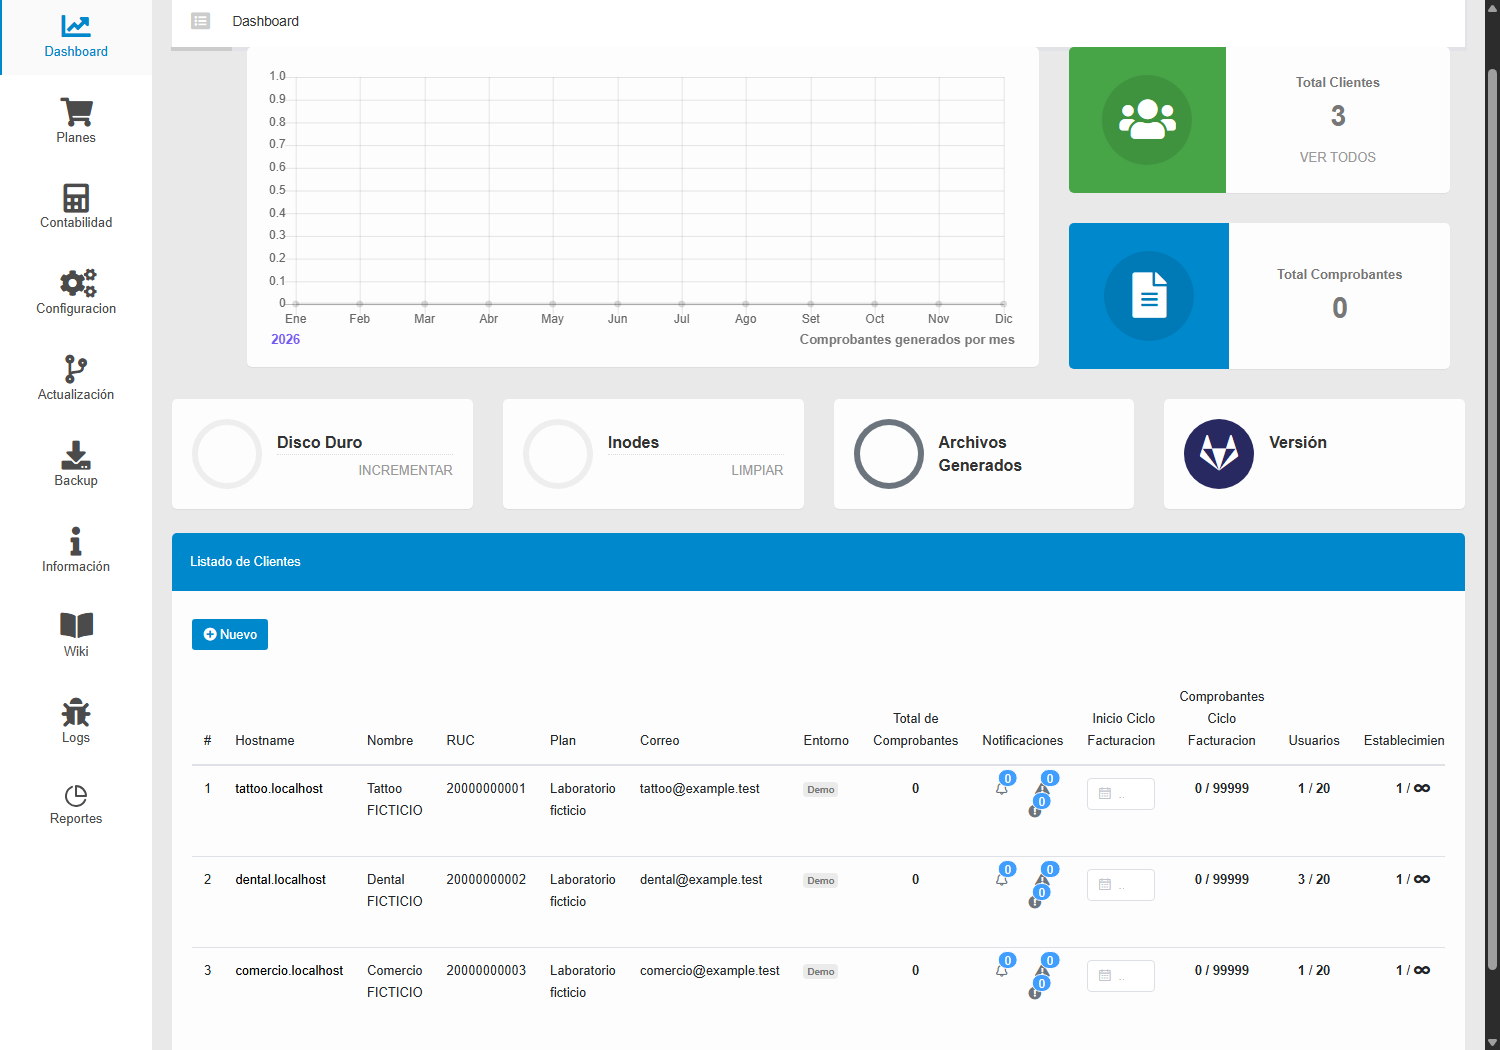 Dashboard
Dashboard
Planes
Contabilidad
Configuracion
Actualización
Backup
Información
Wiki
Logs
Reportes
1.0
0.9
0.8
0.7
0.6
0.5
0.4
0.3
0.2
0.1
0
Ene Feb Mar Abr May Jun Jul Ago Set Oct Nov Dic
2026 Comprobantes generados por mes
Total Clientes
3
VER TODOS
Total Comprobantes
0
Disco Duro
INCREMENTAR
Inodes
LIMPIAR
Archivos
Generados
Versión
Listado de Clientes
Nuevo
Comprobantes
Total de Inicio Ciclo Ciclo
# Hostname Nombre RUC Plan Correo Entorno Comprobantes Notificaciones Facturacion Facturacion Usuarios Establecimien
0 0
1 tattoo.localhost Tattoo 20000000001 Laboratorio tattoo@example.test Demo 0 .. 0 / 99999 1 / 20 1 / ∞
0
FICTICIO ficticio
0 0
2 dental.localhost Dental 20000000002 Laboratorio dental@example.test Demo 0 .. 0 / 99999 3 / 20 1 / ∞
0
FICTICIO ficticio
0 0
3 comercio.localhost Comercio 20000000003 Laboratorio comercio@example.test Demo 0 .. 0 / 99999 1 / 20 1 / ∞
0
FICTICIO ficticio